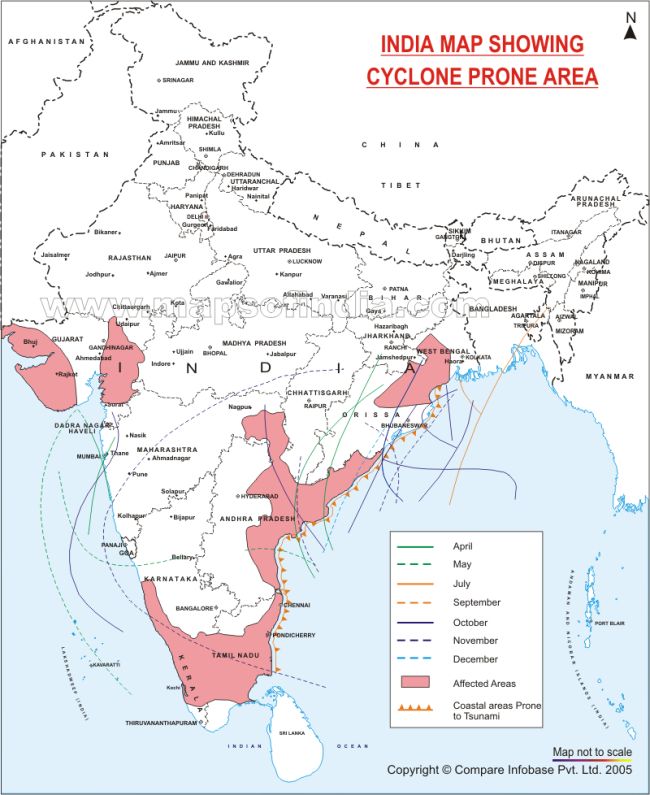 INDIA MAP SHOWING
CYCLONE PRONE AREA
N
AFGHANISTAN
JAMMU AND KASHMIR
SRINAGAR
Jammu
HIMACHAL
PRADESH
Kullu
Amritsar
SHIMLA
PUNJAB
CHANDIGARH
DEHRADUN
UTTARANCHAL
Haridwar
Nainital
PAKISTAN
CHINA
TIBET
Panipat
HARYANA
DELHI
Gurgaon
Faridabad
NEPAL
ARUNACHAL
PRADESH
ITANAGAR
SIKKIM
GANGTOK
BHUTAN
Darjling
ASSAM
DISPUR
NAGALAND
KOHIMA
SHILLONG
MEGHALAYA
MANIPUR
IMPHAL
Bikaner
Jaisalmer
RAJASTHAN
JAIPUR
Jodhpur
Ajmer
Agra
UTTAR PRADESH
LUCKNOW
Kanpur
Gawalior
Allahabad
Varanasi
PATNA
BIHAR
Gaya
www.mapsofindia.com
Chittaurgarh
Kota
Udaipur
BANGLADESH
AGARTALA
TRIPURA
AIZWAL
MIZORAM
MYANMAR
Hazaribagh
JHARKHAND
RANCHI
Jamshedpur
WEST BENGAL
Haora
KOLKATA
Bhuj
GUJARAT
GANDHINAGAR
Ahmedabad
Rajkot
Surat
Ujjain
Indore
BHOPAL
MADHYA PRADESH
Jabalpur
INDIA
CHHATTISGARH
RAIPUR
ORISSA
BHUBANESWAR
DADRA NAGAR
HAVELI
Nasik
Nagpur
MUMBAI
Thane
MAHARASHTRA
Ahmadnagar
Pune
Solapur
Kolhapur
Bijapur
HYDERABAD
ANDHRA PRADESH
PANAJI
GOA
Bellary
KARNATAKA
BANGALORE
CHENNAI
PONDICHERRY
TAMIL NADU
KERALA
Kochi
THIRUVANANTHAPURAM
KAVARATTI
LAKSHADWEEP (INDIA)
SRI LANKA
INDIAN OCEAN
ANDAMAN AND NICOBAR ISLANDS (INDIA)
PORT BLAIR
April
May
July
September
October
November
December
Affected Areas
Coastal areas Prone
to Tsunami
Map not to scale
Copyright © Compare Infobase Pvt. Ltd. 2005